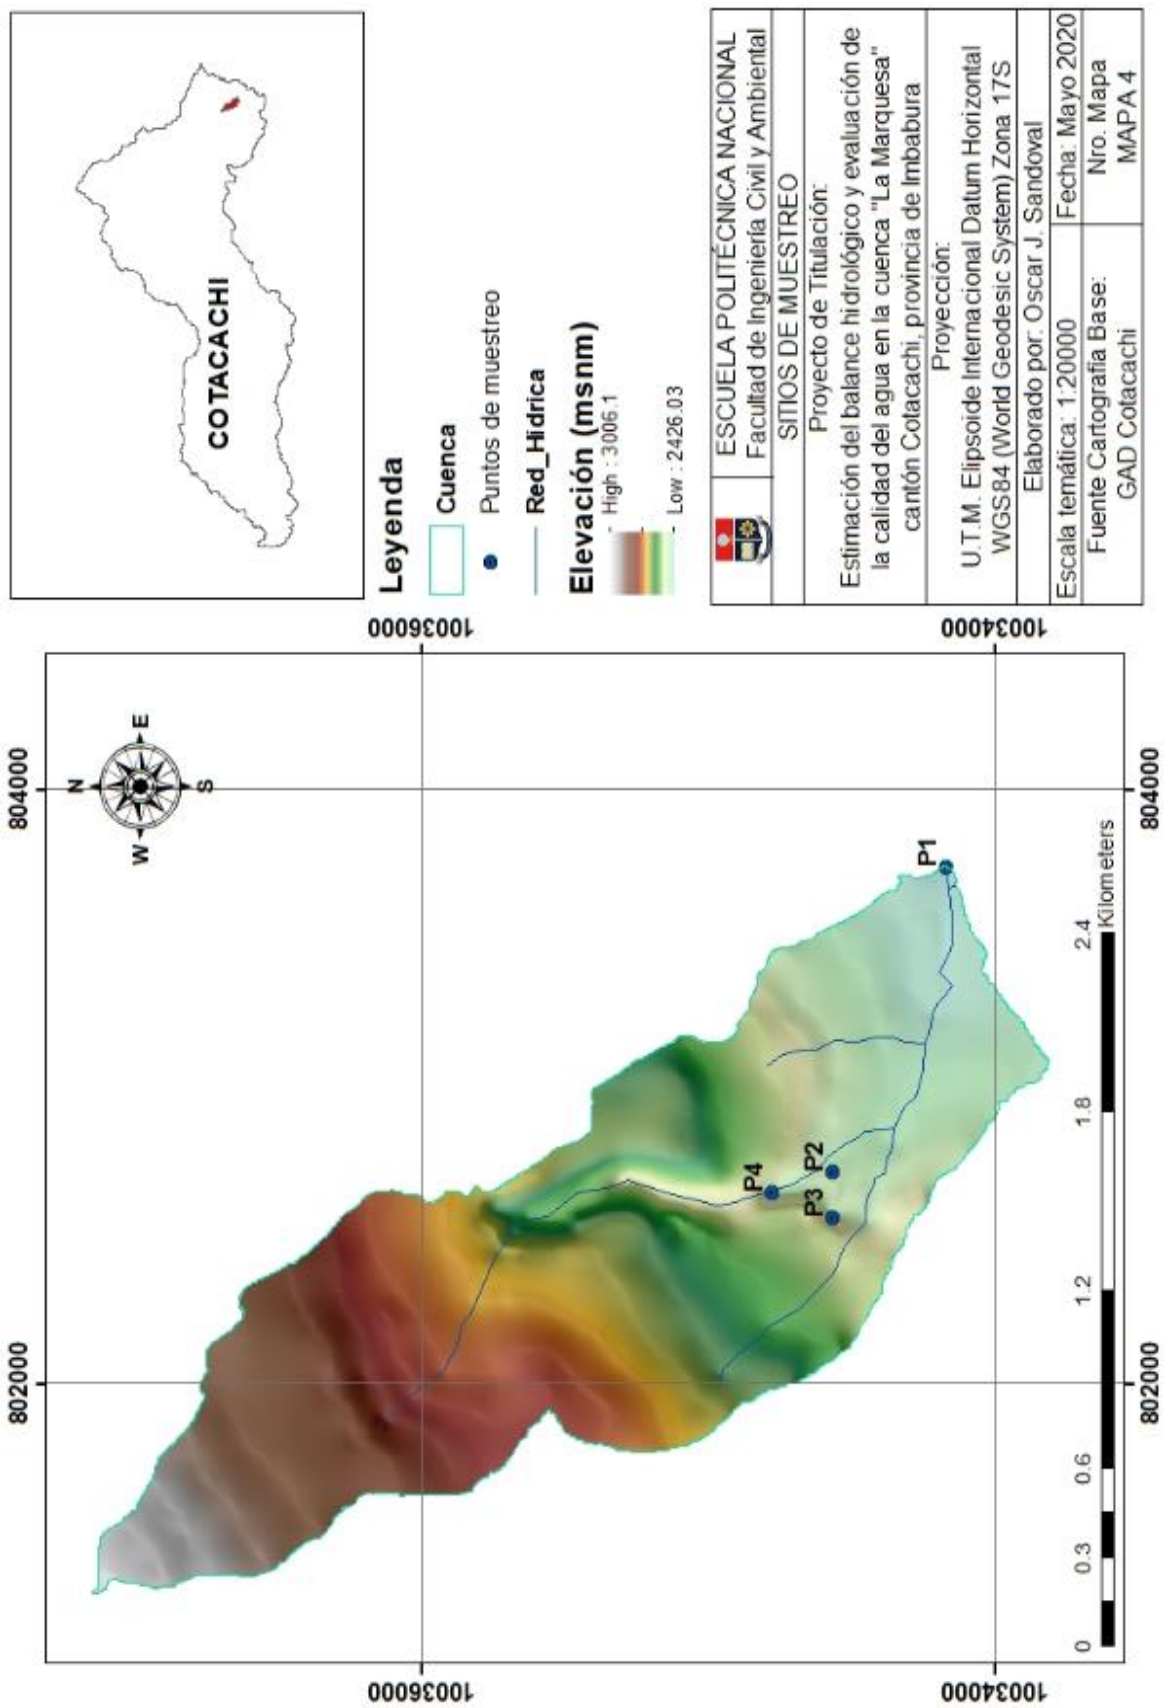 802000
804000
10036000
10036000
10034000
10034000
N
W
E
S
P4
P3
P2
P1
0
0.3
0.6
1.2
1.8
2.4
Kilometers
802000
804000
COTACACHI
Leyenda
Cuenca
Puntos de muestreo
Red_Hidrica
Elevación (msnm)
High : 3006.1
Low : 2426.03
ESCUELA POLITÉCNICA NACIONAL
Facultad de Ingeniería Civil y Ambiental
SITIOS DE MUESTREO
Proyecto de Titulación:
Estimación del balance hidrológico y evaluación de
la calidad del agua en la cuenca "La Marquesa"
cantón Cotacachi, provincia de Imbabura
Proyección:
U.T.M. Elipsoide Internacional Datum Horizontal
WGS84 (World Geodesic System) Zona 17S
Elaborado por: Oscar J. Sandoval
Escala temática: 1:20000
Fecha: Mayo 2020
Fuente Cartografía Base:
GAD Cotacachi
Nro. Mapa
MAPA 4